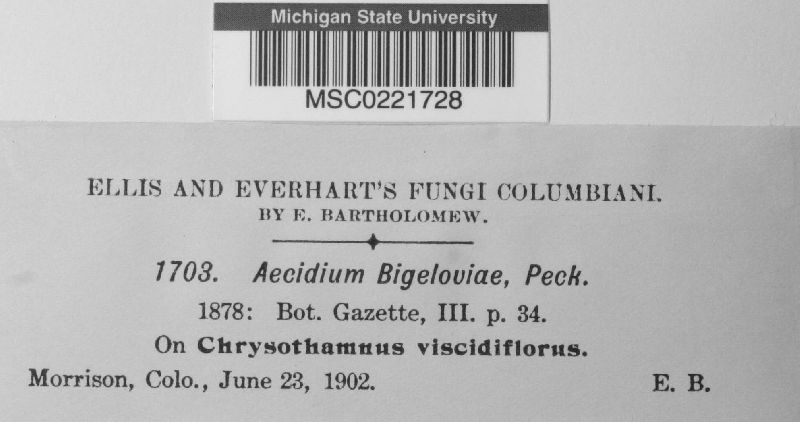 Michigan State University
MSC0221728
ELLIS AND EVERHART'S FUNGI COLUMBIANI.
BY E. BARTHOLOMEW.
1703. Aecidium Bigeloviae, Peck.
1878: Bot. Gazette, III. p. 34.
On Chrysothamnus viscidiflorus.
Morrison, Colo., June 23, 1902. E. B.